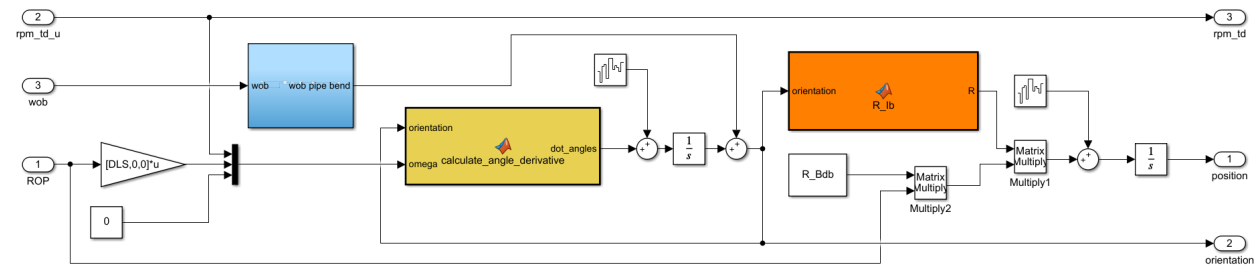 2
rpm_td_u
3
rpm_td
3
wob
wob
wob pipe bend
orientation
omega
dot_angles
calculate_angle_derivative
1
ROP
[DLS,0,0]*u
0
+
+
1
s
+
+
orientation
R
R_Ib
R_Bdb
Matrix
Multiply
Multiply2
Matrix
Multiply
Multiply1
+
+
1
s
1
position
2
orientation